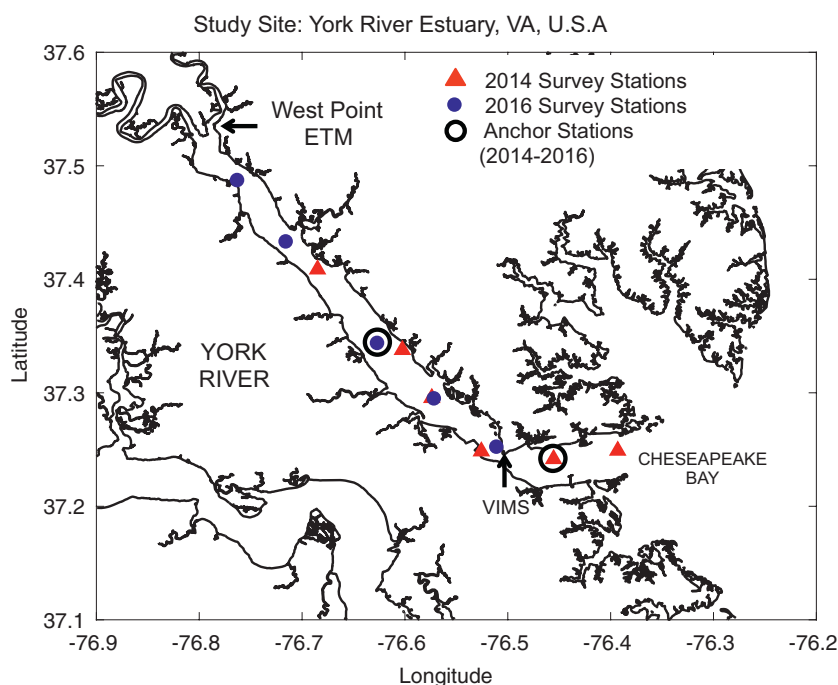 Study Site: York River Estuary, VA, U.S.A
37.6
37.5
37.4
37.3
37.2
37.1
Latitude
2014 Survey Stations
2016 Survey Stations
Anchor Stations
(2014-2016)
West Point
ETM
YORK
RIVER
VIMS
CHESEAPEAKE
BAY
-76.9
-76.8
-76.7
-76.6
-76.5
-76.4
-76.3
-76.2
Longitude